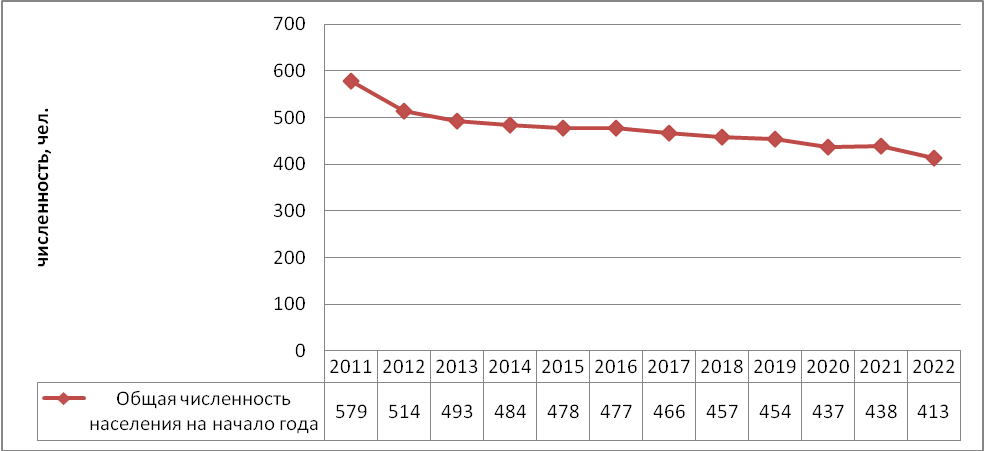 численность, чел.
700
600
500
400
300
200
100
0
2011 2012 2013 2014 2015 2016 2017 2018 2019 2020 2021 2022
Общая численность
населения на начало года
579 514 493 484 478 477 466 457 454 437 438 413